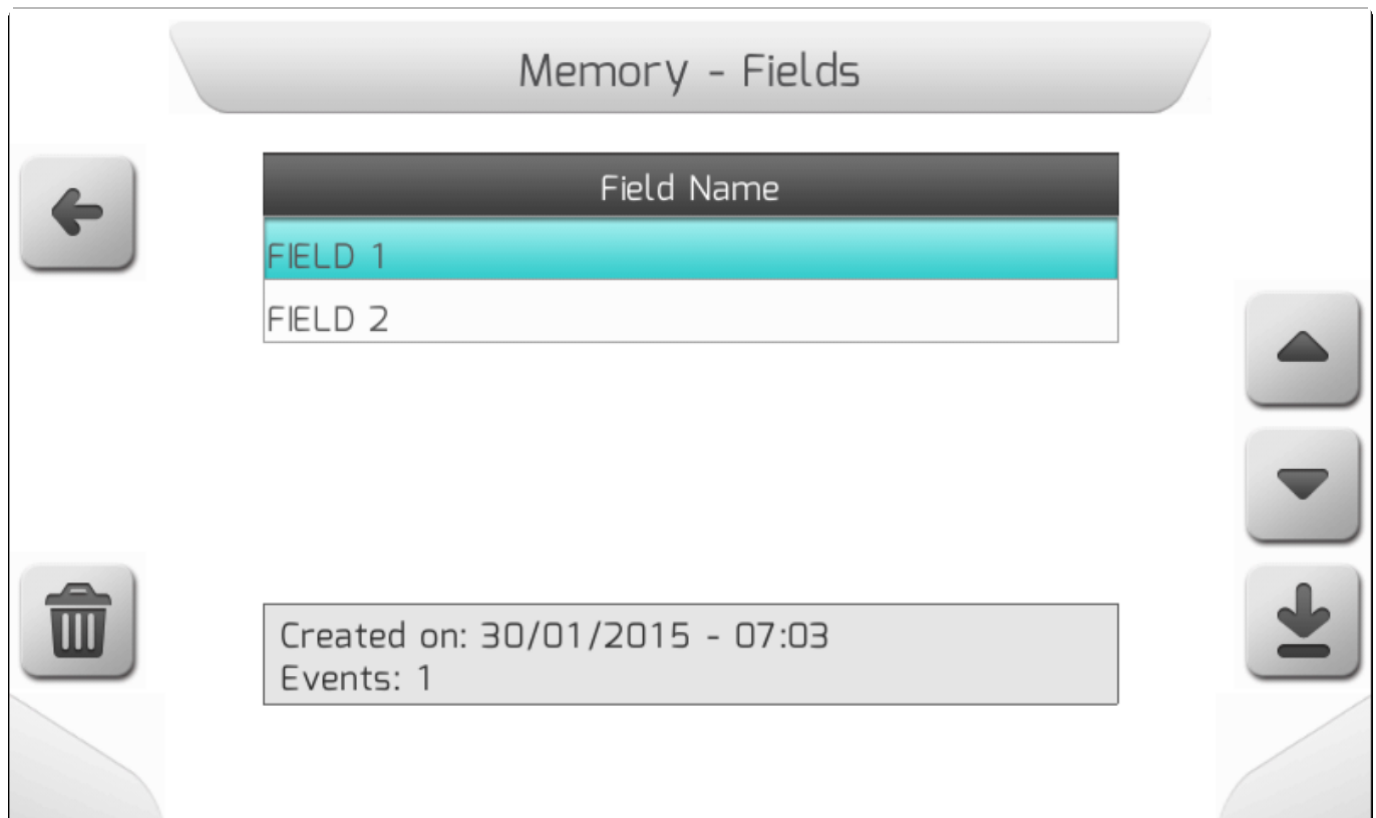 Memory - Fields
Field Name
FIELD 1
FIELD 2
Created on: 30/01/2015 - 07:03
Events: 1